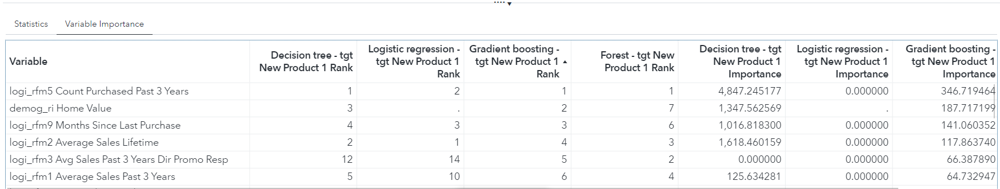 Statistics Variable Importance
Variable Decision tree - tgt New Product 1 Rank Logistic regression - tgt New Product 1 Rank Gradient boosting - tgt New Product 1 Rank Forest - tgt New Product 1 Rank Decision tree - tgt New Product 1 Importance Logistic regression - tgt New Product 1 Importance Gradient boosting - tgt New Product 1 Importance
logi_rfm5 Count Purchased Past 3 Years 1 2 1 1 4,847.245177 0.000000 346.719464
demog_ri Home Value 3 . 2 7 1,347.562569 . 187.717199
logi_rfm9 Months Since Last Purchase 4 3 3 6 1,016.818300 0.000000 141.060352
logi_rfm2 Average Sales Lifetime 2 1 4 3 1,618.460159 0.000000 117.863740
logi_rfm3 Avg Sales Past 3 Years Dir Promo Resp 12 14 5 2 0.000000 0.000000 66.387890
logi_rfm1 Average Sales Past 3 Years 5 10 6 4 125.634281 0.000000 64.732947